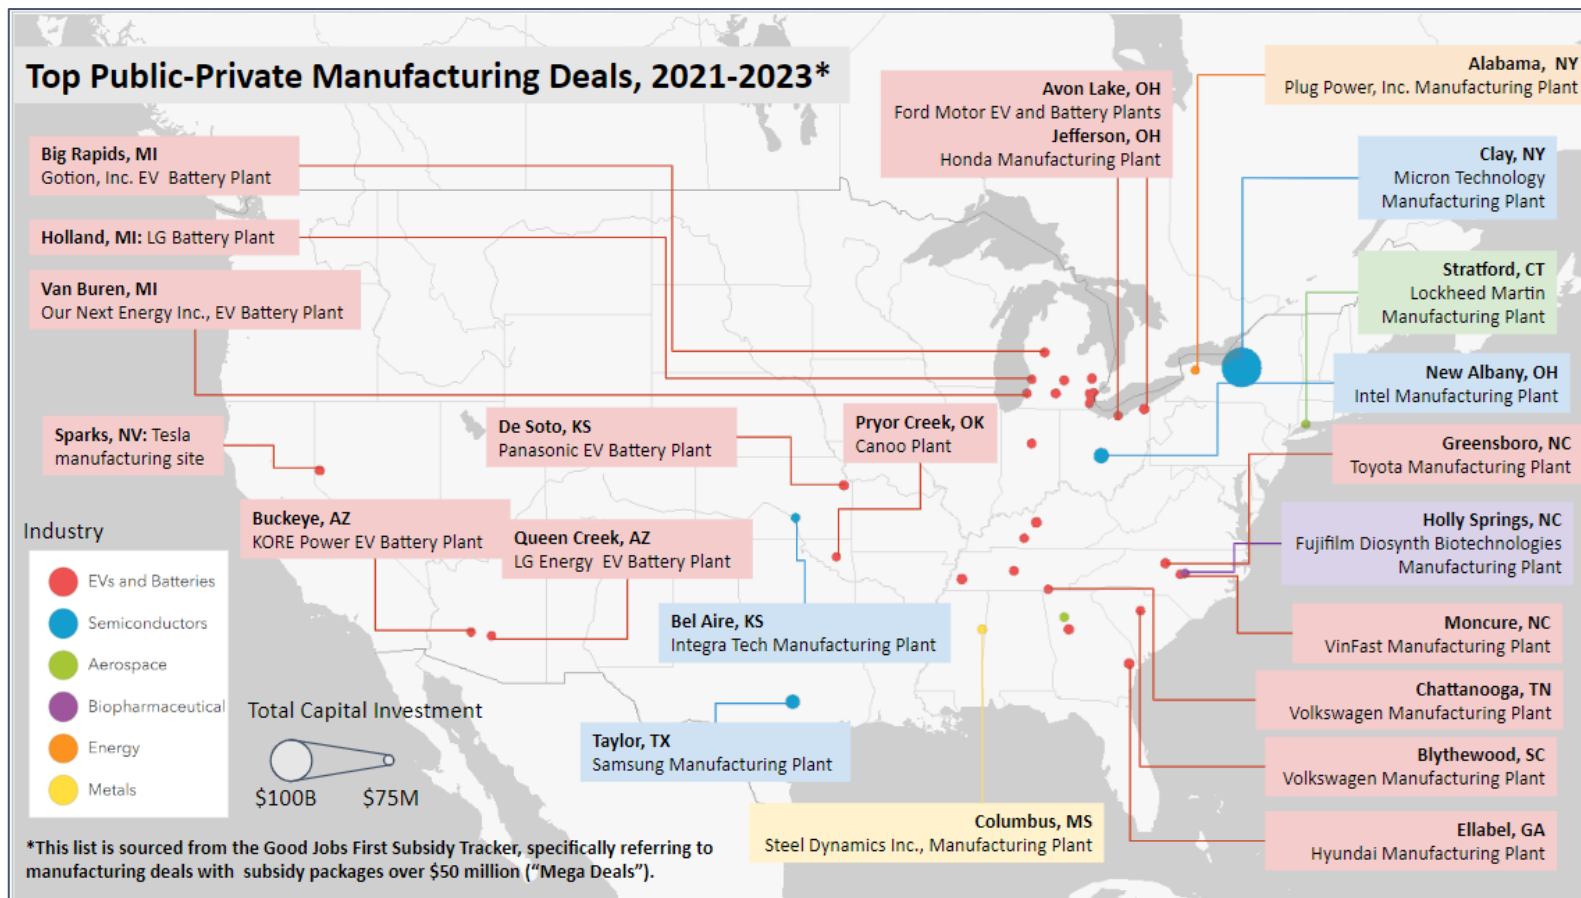 Top Public-Private Manufacturing Deals, 2021-2023*
Big Rapids, MI
Gotion, Inc. EV Battery Plant
Holland, MI: LG Battery Plant
Van Buren, MI
Our Next Energy Inc., EV Battery Plant
Avon Lake, OH
Ford Motor EV and Battery Plants
Jefferson, OH
Honda Manufacturing Plant
Alabama, NY
Plug Power, Inc. Manufacturing Plant
Clay, NY
Micron Technology
Manufacturing Plant
Stratford, CT
Lockheed Martin
Manufacturing Plant
New Albany, OH
Intel Manufacturing Plant
Sparks, NV: Tesla
manufacturing site
De Soto, KS
Panasonic EV Battery Plant
Pryor Creek, OK
Canoo Plant
Greensboro, NC
Toyota Manufacturing Plant
Buckeye, AZ
KORE Power EV Battery Plant
Queen Creek, AZ
LG Energy EV Battery Plant
Holly Springs, NC
Fujifilm Diosynth Biotechnologies
Manufacturing Plant
Bel Aire, KS
Integra Tech Manufacturing Plant
Moncure, NC
VinFast Manufacturing Plant
Chattanooga, TN
Volkswagen Manufacturing Plant
Taylor, TX
Samsung Manufacturing Plant
Blythewood, SC
Volkswagen Manufacturing Plant
Columbus, MS
Steel Dynamics Inc., Manufacturing Plant
Ellabel, GA
Hyundai Manufacturing Plant
Industry
EVs and Batteries
Semiconductors
Aerospace
Biopharmaceutical
Energy
Metals
Total Capital Investment
$100B $75M
*This list is sourced from the Good Jobs First Subsidy Tracker, specifically referring to
manufacturing deals with subsidy packages over $50 million (“Mega Deals”).